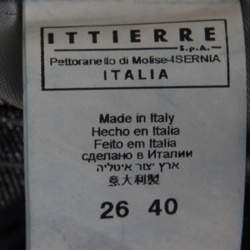 ITTIERRE
S.p.A.
Pettoranello di Molise-ISERNIA
ITALIA
Made in Italy
Hecho en Italia
Feito em Italia
сделано в Италии
ארץ יצור איטליה
意大利製
26 40